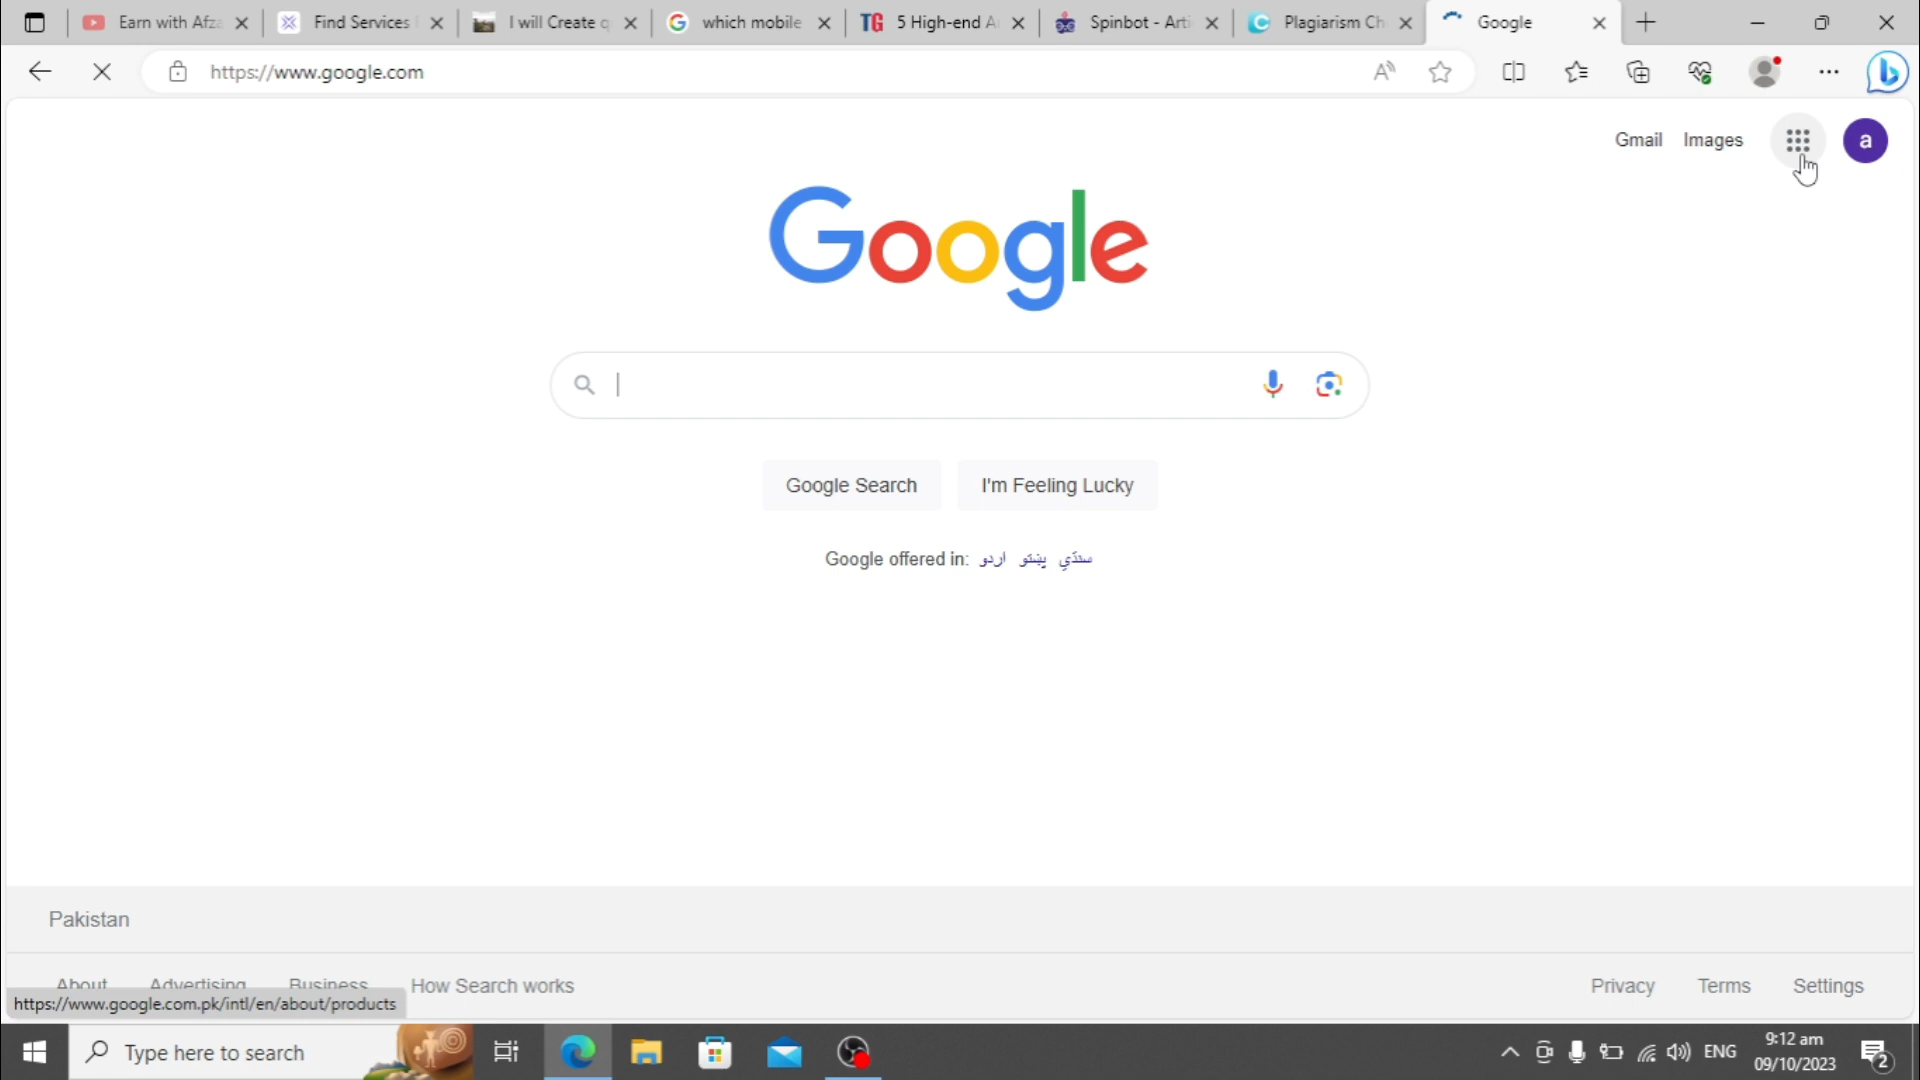 Earn with Afza
Find Services
I will Create q
which mobile
TG 5 High-end A
Spinbot - Arti
Plagiarism Ch
Google
https://www.google.com
Gmail Images
a
Google
Google Search
I'm Feeling Lucky
Google offered in: اردو پښتو سنڌي
Pakistan
About Advertising Business How Search works
Privacy Terms Settings
https://www.google.com.pk/intl/en/about/products
Type here to search
ENG
9:12 am
09/10/2023
2